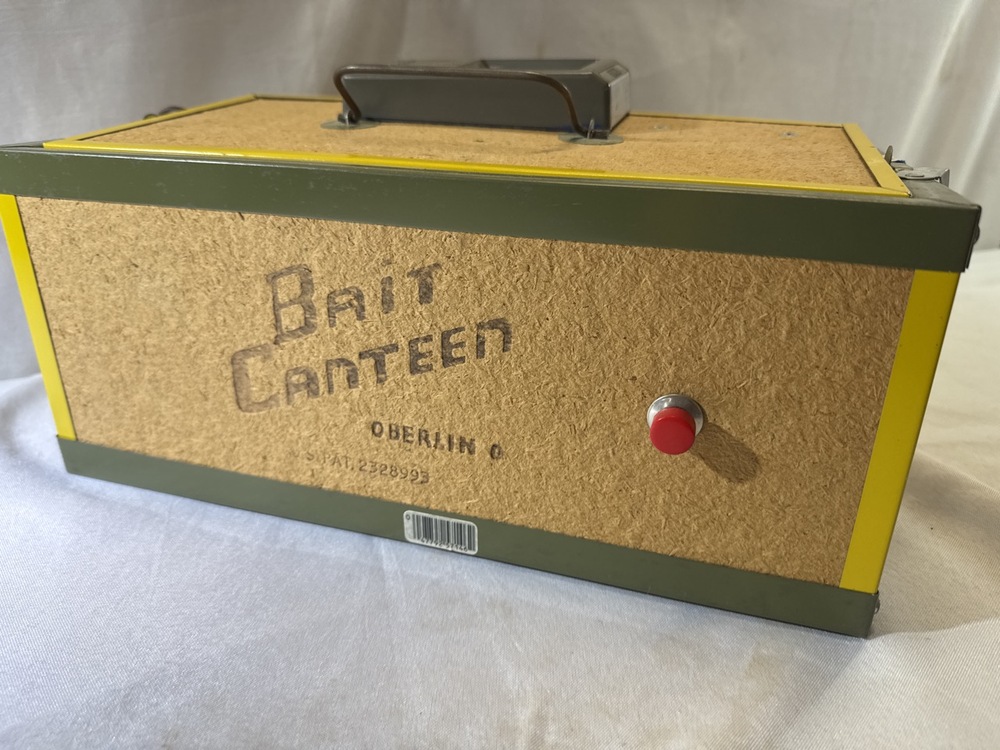 BAIT
CANTEEN
OBERLIN O
S. PAT. 2328993